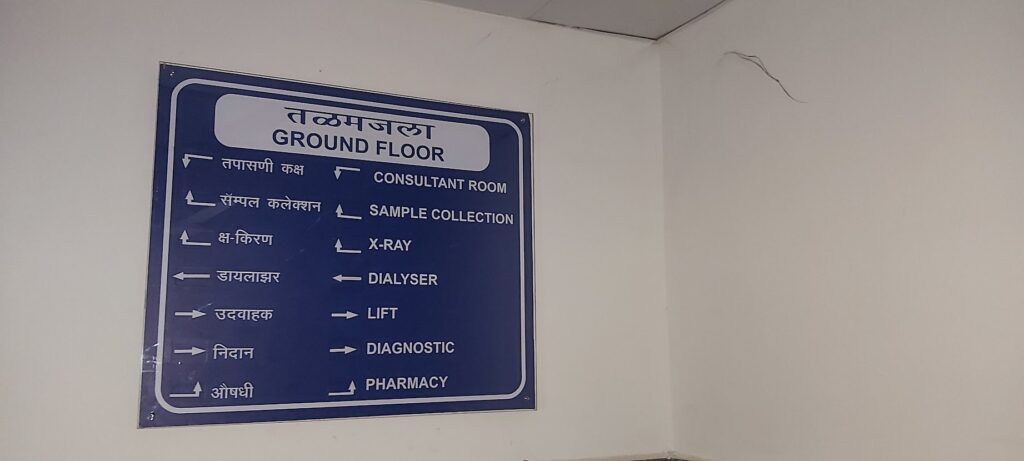 तळमजला
GROUND FLOOR
तपासणी कक्ष CONSULTANT ROOM
सॅम्पल कलेक्शन SAMPLE COLLECTION
क्ष-किरण X-RAY
डायलाझर DIALYSER
उदवाहक LIFT
निदान DIAGNOSTIC
औषधी PHARMACY